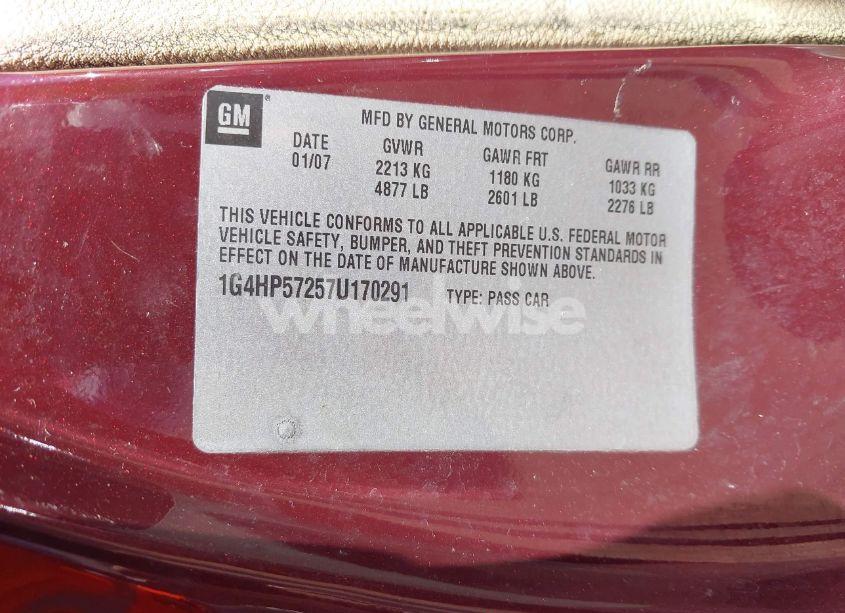 GM ®
MFD BY GENERAL MOTORS CORP.
DATE GVWR GAWR FRT GAWR RR
01/07 2213 KG 1180 KG 1033 KG
4877 LB 2601 LB 2276 LB
THIS VEHICLE CONFORMS TO ALL APPLICABLE U.S. FEDERAL MOTOR
VEHICLE SAFETY, BUMPER, AND THEFT PREVENTION STANDARDS IN
EFFECT ON THE DATE OF MANUFACTURE SHOWN ABOVE.
1G4HP57257U170291 TYPE: PASS CAR
wheelwise